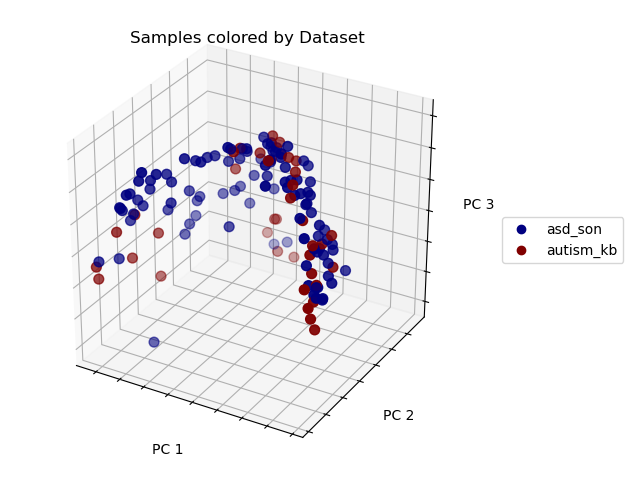 Samples colored by Dataset
PC 3
asd_son
autism_kb
PC 2
PC 1